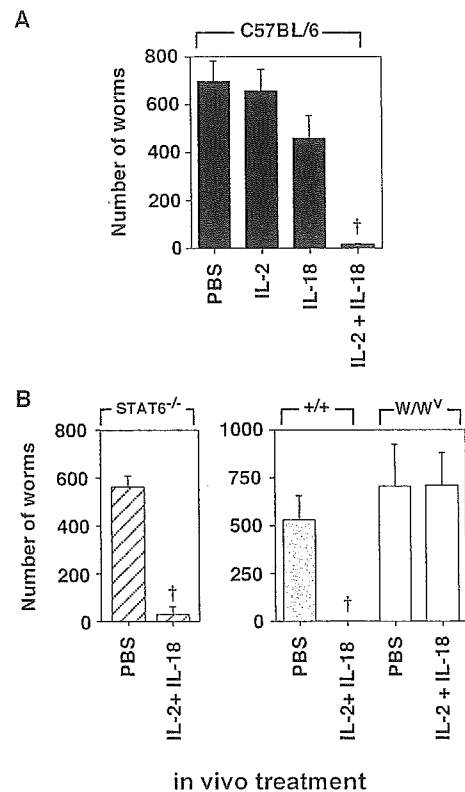 A
C57BL/6
Number of worms
800
600
400
200
0
†
PBS
IL-2
IL-18
IL-2 + IL-18
B
STAT6-/-
+/+
W/WV
Number of worms
800
600
400
200
0
†
PBS
IL-2+ IL-18
1000
750
500
250
0
†
PBS
IL-2+ IL-18
PBS
IL-2 + IL-18
in vivo treatment